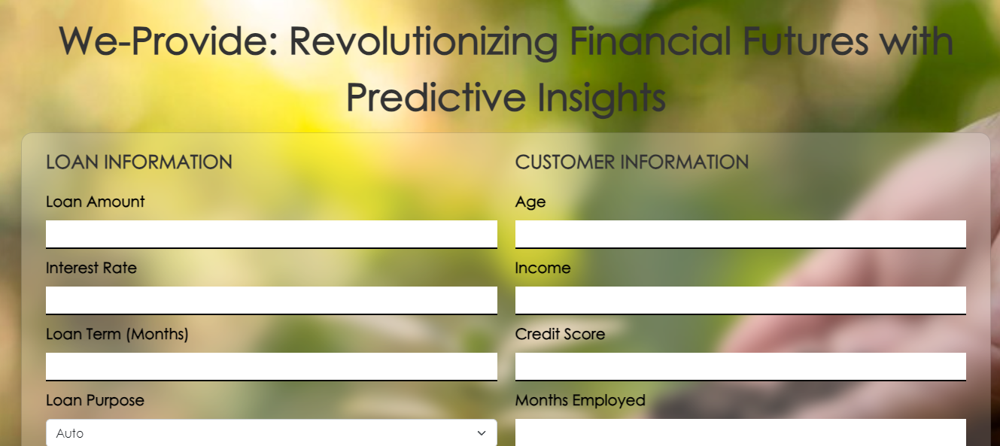 We-Provide: Revolutionizing Financial Futures with
Predictive Insights
LOAN INFORMATION
Loan Amount
Interest Rate
Loan Term (Months)
Loan Purpose
Auto
CUSTOMER INFORMATION
Age
Income
Credit Score
Months Employed